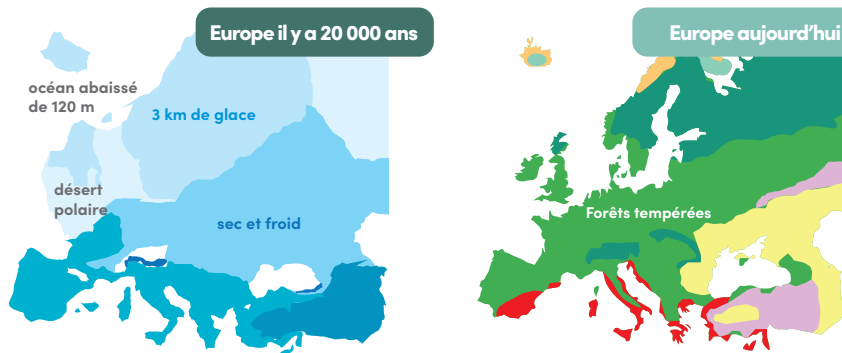 Europe il y a 20 000 ans
océan abaissé
de 120 m
3 km de glace
désert
polaire
sec et froid
Europe aujourd'hui
Forêts tempérées